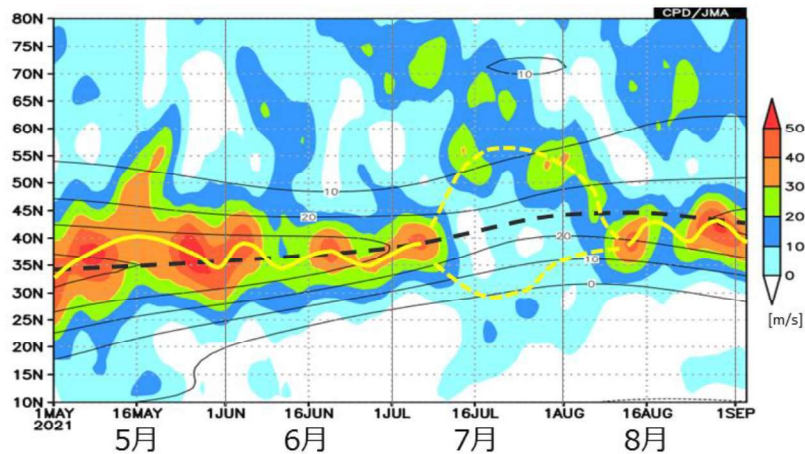 CPD/JMA
80N
75N
70N
65N
60N
55N
50N
45N
40N
35N
30N
25N
20N
15N
10N
10
10
20
20
10
0
50
40
30
20
10
0
[m/s]
1MAY 16MAY 1JUN 16JUN 1JUL 16JUL 1AUG 16AUG 1SEP
2021
5月 6月 7月 8月